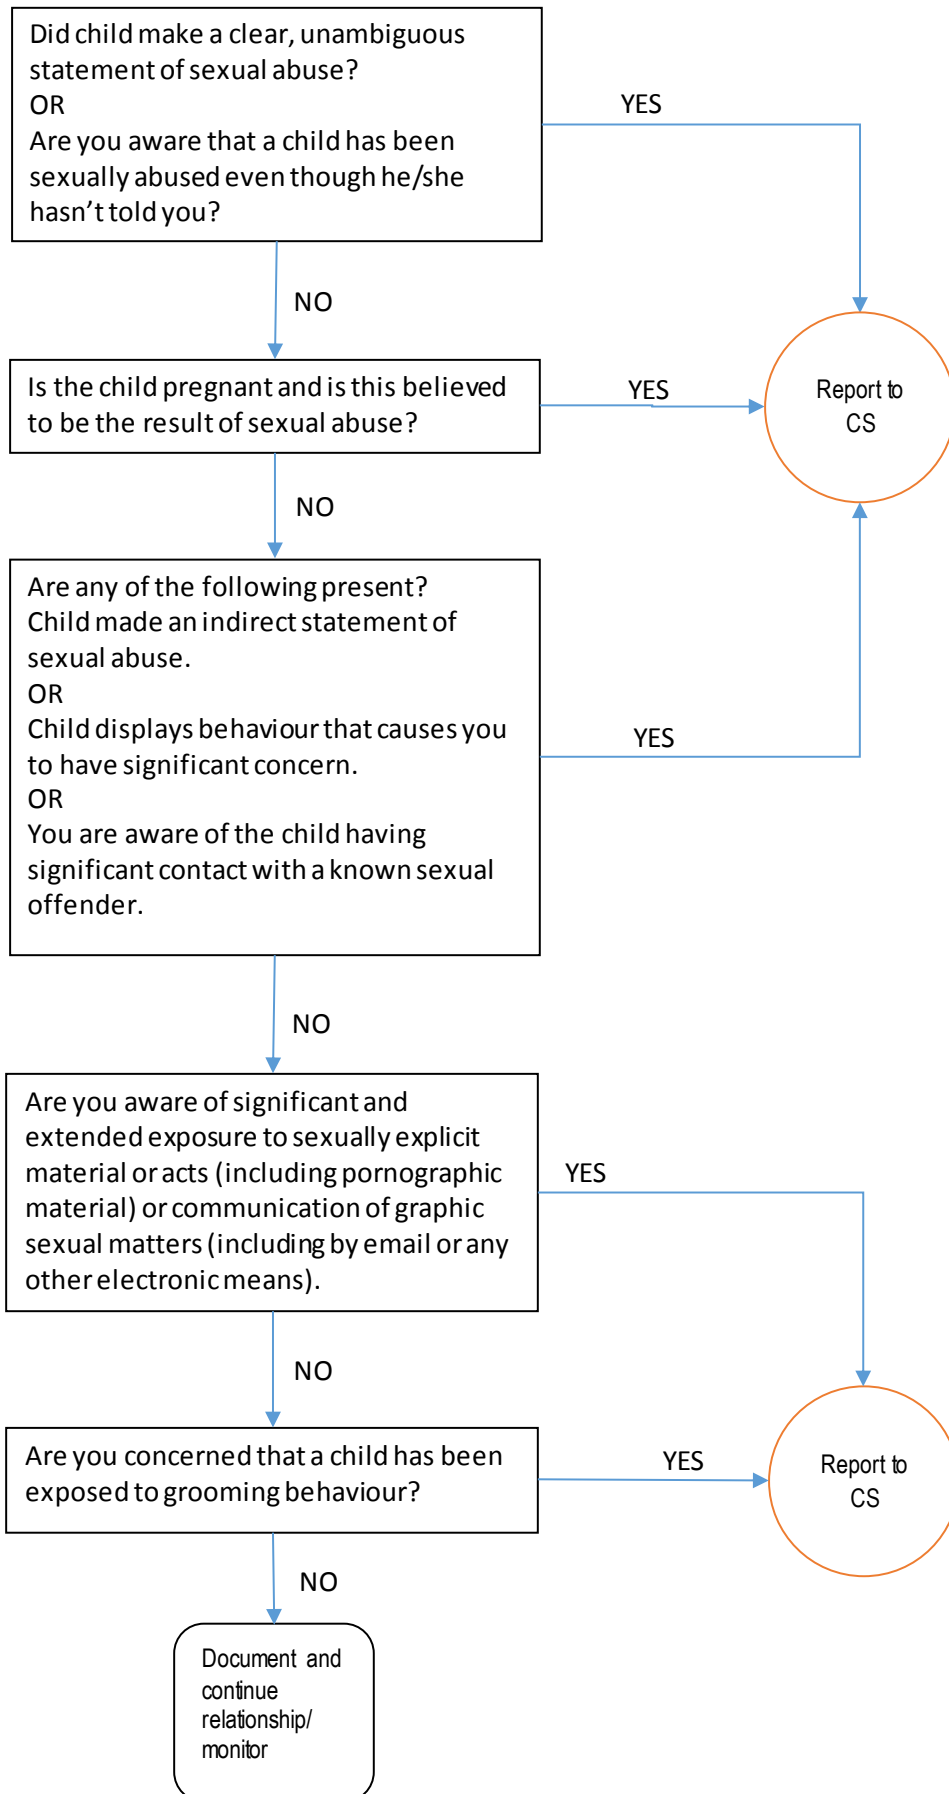 Did child make a clear, unambiguous
statement of sexual abuse?
OR
Are you aware that a child has been
sexually abused even though he/she
hasn't told you?
YES
NO
Is the child pregnant and is this believed
to be the result of sexual abuse?
YES
Report to
CS
NO
Are any of the following present?
Child made an indirect statement of
sexual abuse.
OR
Child displays behaviour that causes you
to have significant concern.
OR
You are aware of the child having
significant contact with a known sexual
offender.
YES
NO
Are you aware of significant and
extended exposure to sexually explicit
material or acts (including pornographic
material) or communication of graphic
sexual matters (including by email or any
other electronic means).
YES
NO
Are you concerned that a child has been
exposed to grooming behaviour?
YES
Report to
CS
NO
Document and
continue
relationship/
monitor